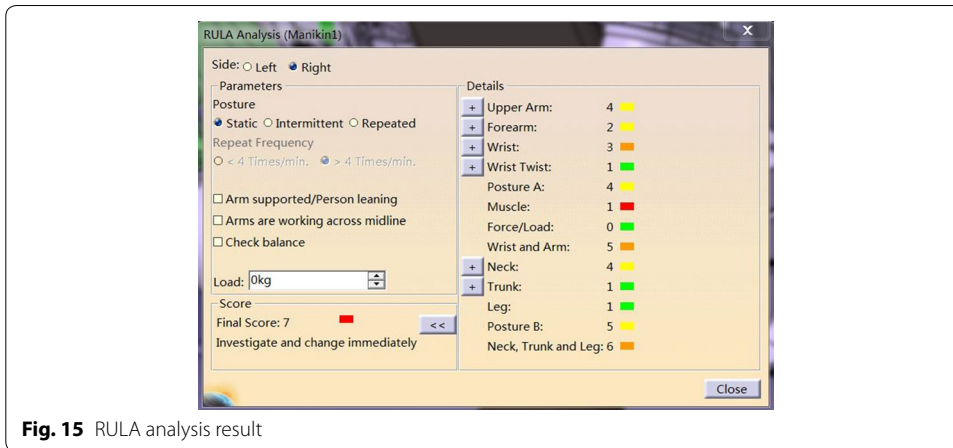 RULA Analysis (Manikin1)
X
Side: Left Right
Parameters
Posture
Static Intermittent Repeated
Repeat Frequency
< 4 Times/min. > 4 Times/min.
Arm supported/Person leaning
Arms are working across midline
Check balance
Load: 0kg
Score
Final Score: 7
<<
Investigate and change immediately
Details
+ Upper Arm: 4
+ Forearm: 2
+ Wrist: 3
+ Wrist Twist: 1
Posture A: 4
Muscle: 1
Force/Load: 0
Wrist and Arm: 5
+ Neck: 4
+ Trunk: 1
Leg: 1
Posture B: 5
Neck, Trunk and Leg: 6
Close
Fig. 15 RULA analysis result